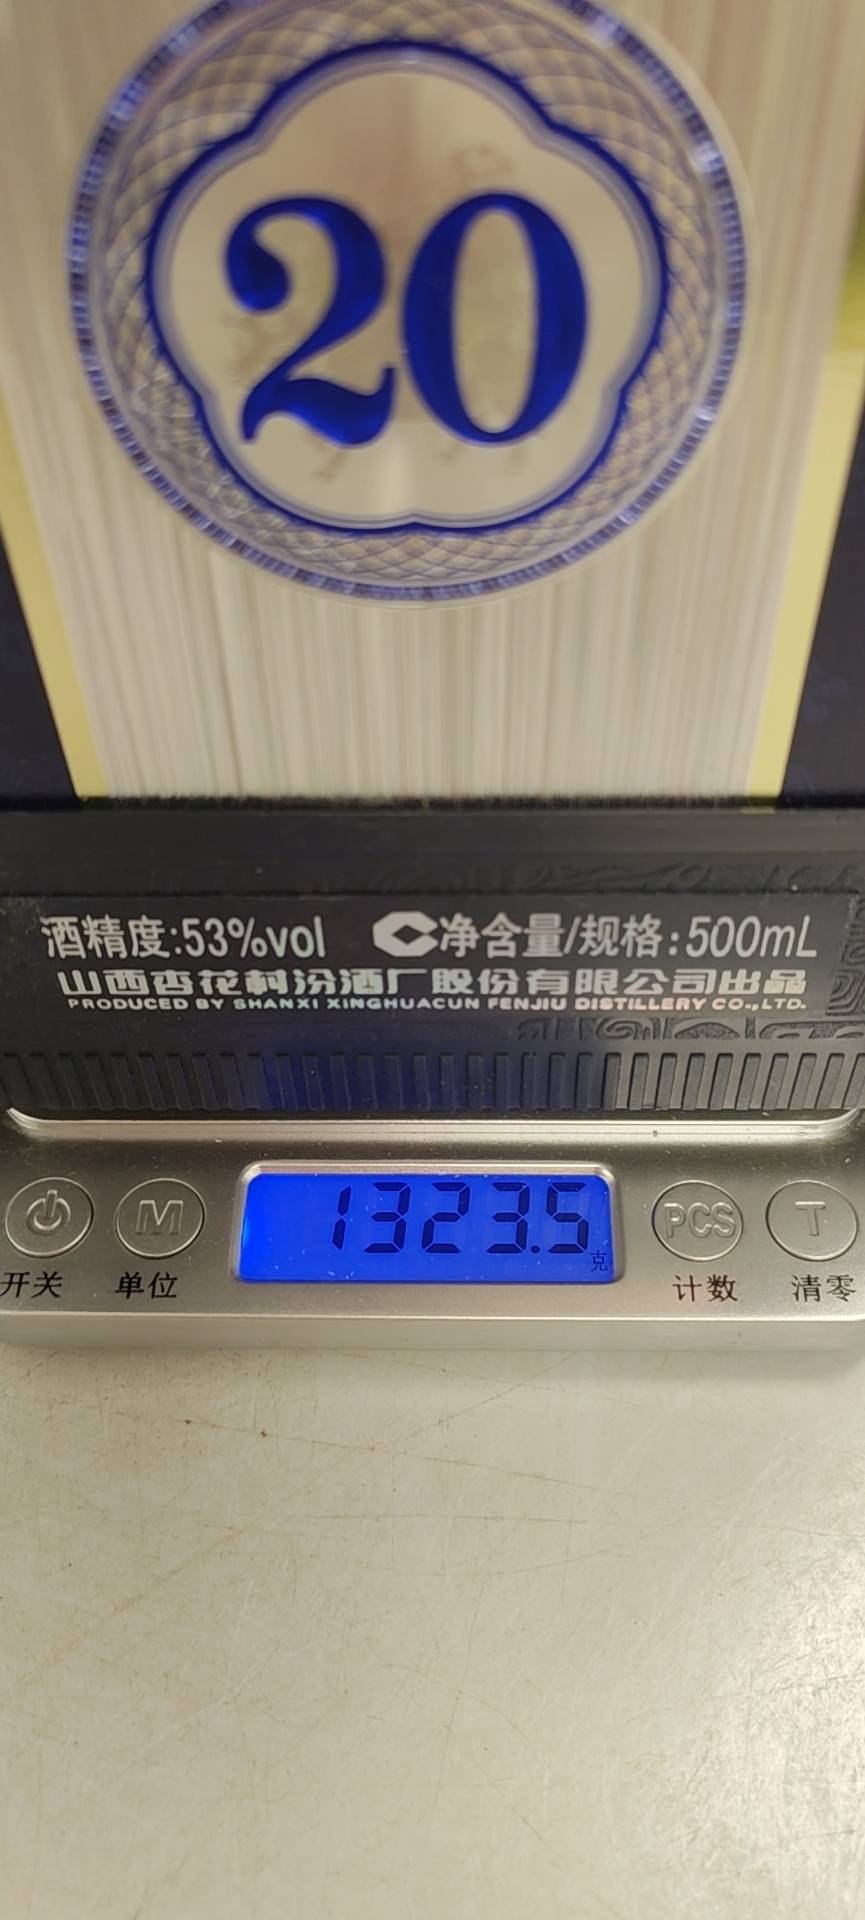 20
酒精度:53%vol C净含量/规格:500mL
山西杏花村汾酒厂股份有限公司出品
PRODUCED BY SHANXI XINGHUACUN FENJIU DISTILLERY CO.,LTD.
M 1323.5 克 PCS T
开关 单位 计数 清零